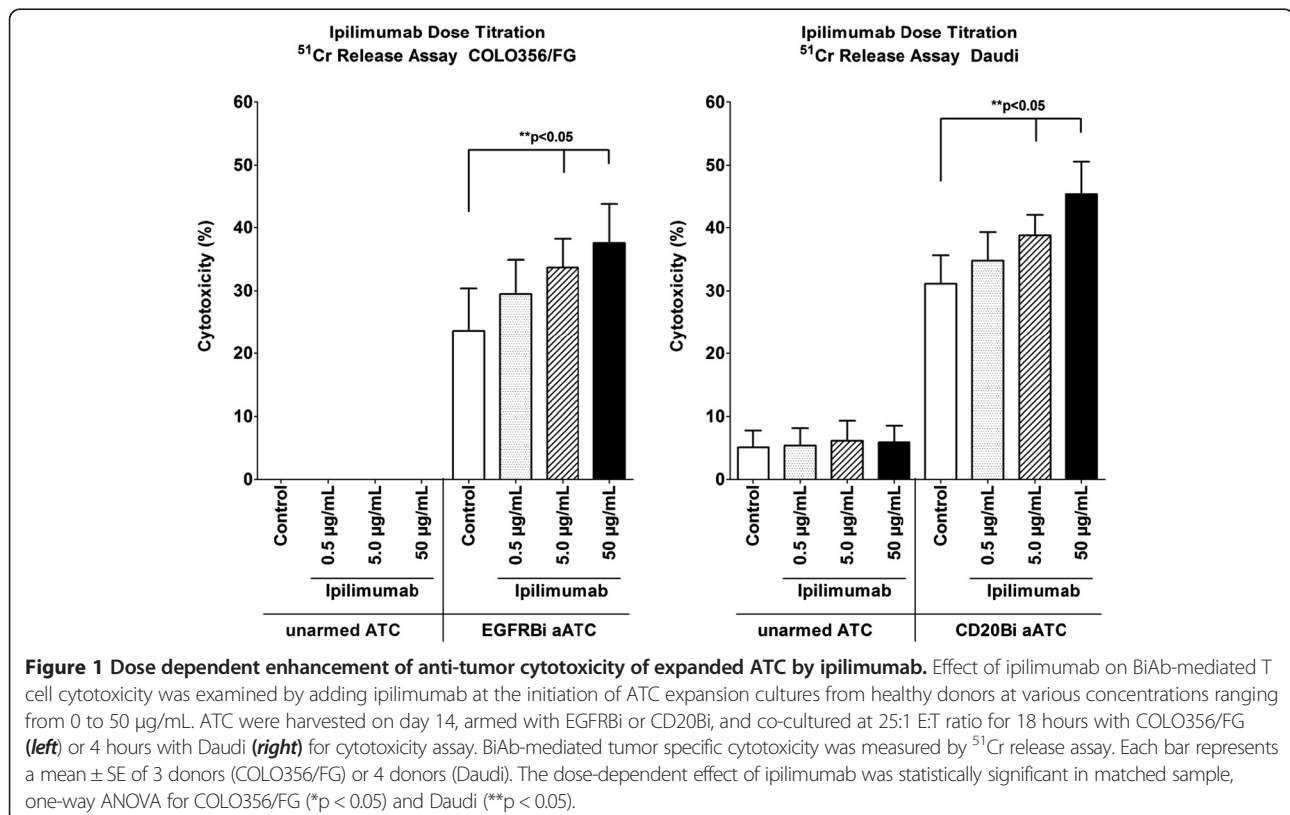 Ipilimumab Dose Titration
51Cr Release Assay COLO356/FG
60
50
40
30
20
10
0
Cytotoxicity (%)
**p<0.05
Control
0.5 µg/mL
5.0 µg/mL
50 µg/mL
Control
0.5 µg/mL
5.0 µg/mL
50 µg/mL
Ipilimumab
Ipilimumab
unarmed ATC
EGFRBi aATC
Ipilimumab Dose Titration
51Cr Release Assay Daudi
60
50
40
30
20
10
0
Cytotoxicity (%)
**p<0.05
Control
0.5 µg/mL
5.0 µg/mL
50 µg/mL
Control
0.5 µg/mL
5.0 µg/mL
50 µg/mL
Ipilimumab
Ipilimumab
unarmed ATC
CD20Bi aATC
Figure 1 Dose dependent enhancement of anti-tumor cytotoxicity of expanded ATC by ipilimumab. Effect of ipilimumab on BiAb-mediated T
cell cytotoxicity was examined by adding ipilimumab at the initiation of ATC expansion cultures from healthy donors at various concentrations ranging
from 0 to 50 µg/mL. ATC were harvested on day 14, armed with EGFRBi or CD20Bi, and co-cultured at 25:1 E:T ratio for 18 hours with COLO356/FG
(left) or 4 hours with Daudi (right) for cytotoxicity assay. BiAb-mediated tumor specific cytotoxicity was measured by 51Cr release assay. Each bar represents
a mean ± SE of 3 donors (COLO356/FG) or 4 donors (Daudi). The dose-dependent effect of ipilimumab was statistically significant in matched sample,
one-way ANOVA for COLO356/FG (*p < 0.05) and Daudi (**p < 0.05).